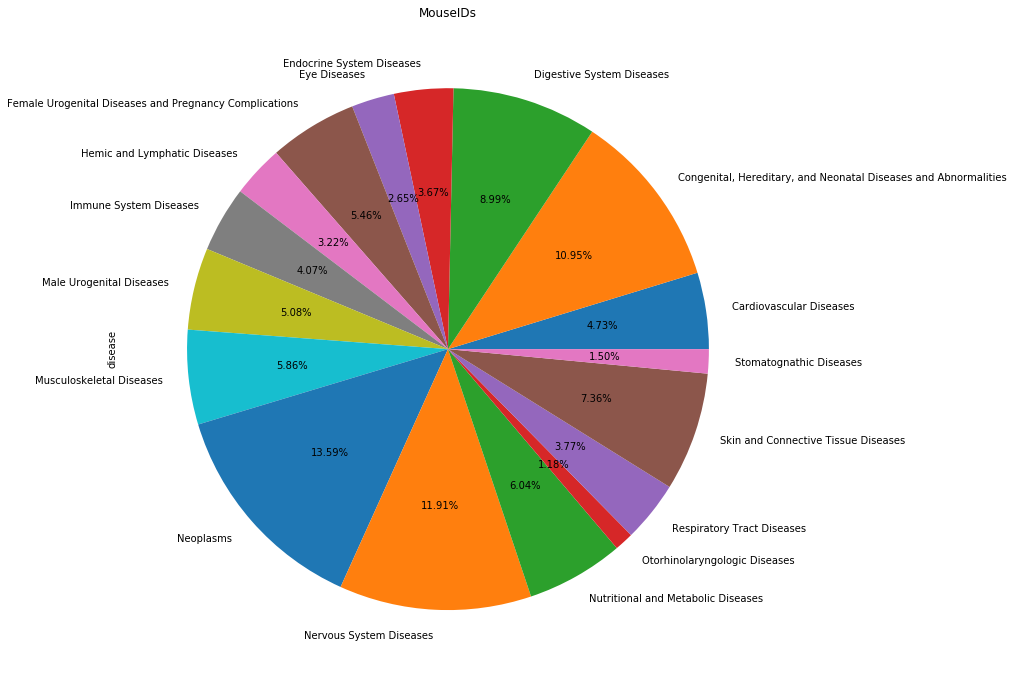 MouseIDs
Endocrine System Diseases
Eye Diseases
Digestive System Diseases
Female Urogenital Diseases and Pregnancy Complications
Hemic and Lymphatic Diseases
Congenital, Hereditary, and Neonatal Diseases and Abnormalities
Immune System Diseases
Male Urogenital Diseases
Cardiovascular Diseases
disease
Stomatognathic Diseases
Musculoskeletal Diseases
Skin and Connective Tissue Diseases
Neoplasms
Respiratory Tract Diseases
Otorhinolaryngologic Diseases
Nutritional and Metabolic Diseases
Nervous System Diseases
3.67%
2.65%
8.99%
5.46%
3.22%
10.95%
4.07%
5.08%
4.73%
1.50%
5.86%
7.36%
13.59%
3.77%
1.18%
6.04%
11.91%